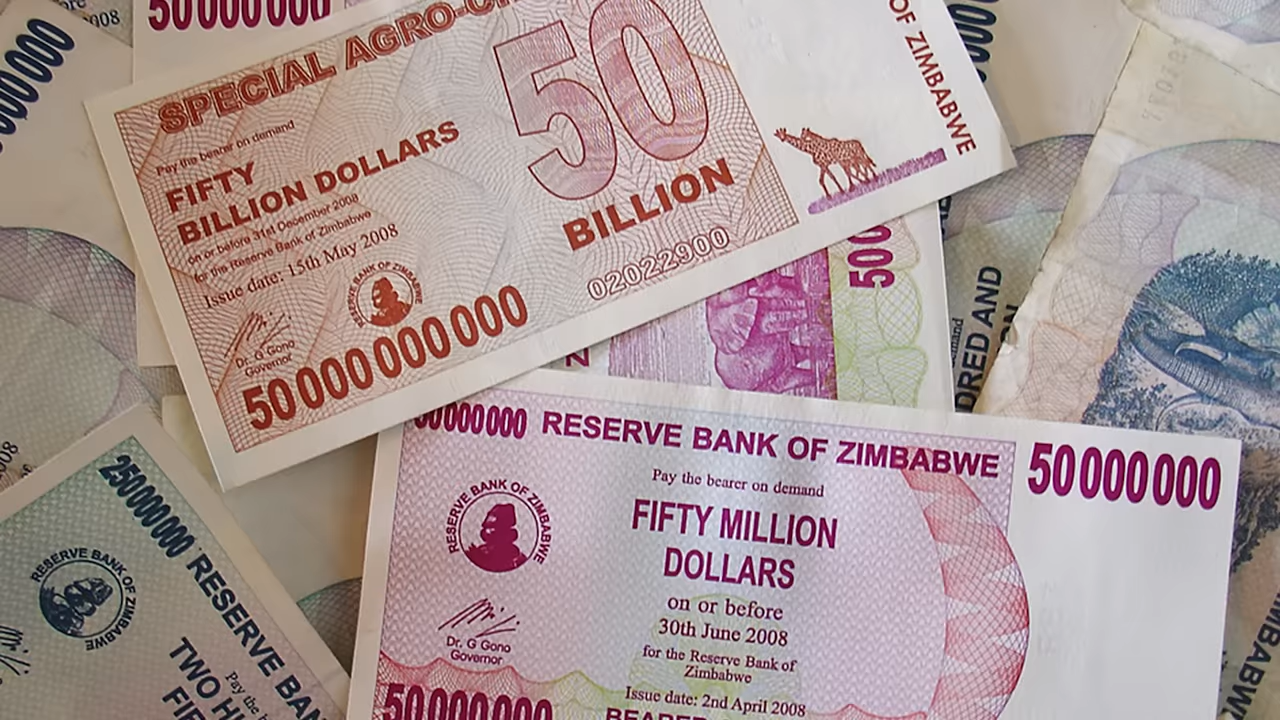 50000000
SPECIAL AGRO-
50
OF ZIMBABWE
Pay the bearer on demand
FIFTY
BILLION DOLLARS
on or before 31st December 2008
for the Reserve Bank of Zimbabwe
Issue date: 15th May 2008
BILLION
02022900
BANK OF ZIMBABWE
Dr. G Gono
Governor
50000000000
500
DRED AND
50000000 RESERVE BANK OF ZIMBABWE
50000000
Pay the bearer on demand
RESERVE BANK OF ZIMBABWE
FIFTY MILLION
DOLLARS
on or before
30th June 2008
Dr. G Gono
Governor
for the Reserve Bank of
Zimbabwe
Issue date: 2nd April 2008
50000000
250000000 RESERVE BAN
RESERVE BANK OF ZIMBABWE
Pay the
TWO H